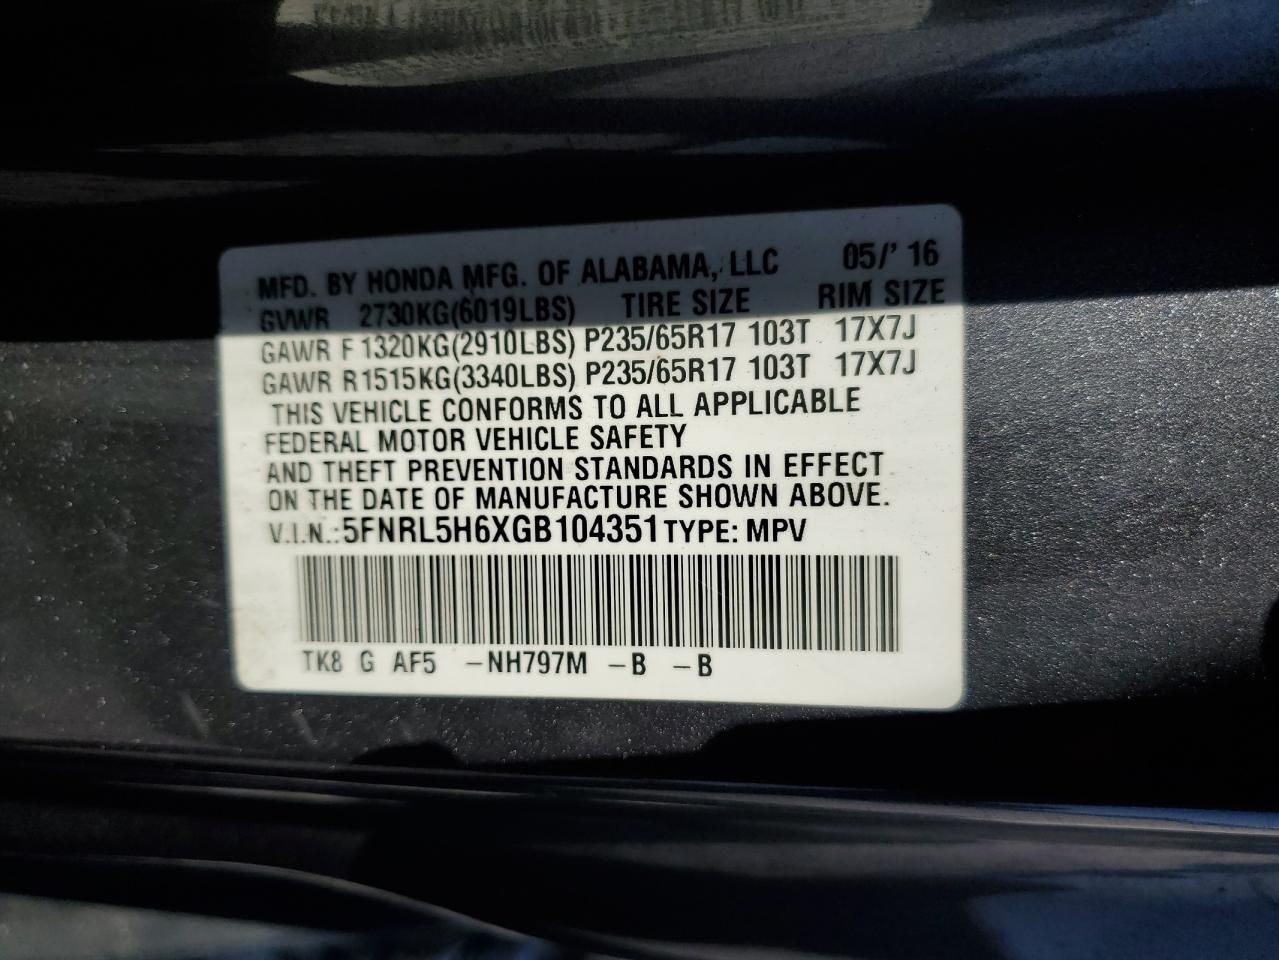 MFD. BY HONDA MFG. OF ALABAMA, LLC 05/'16
GVWR 2730KG(6019LBS) TIRE SIZE RIM SIZE
GAWR F1320KG(2910LBS) P235/65R17 103T 17X7J
GAWR R1515KG(3340LBS) P235/65R17 103T 17X7J
THIS VEHICLE CONFORMS TO ALL APPLICABLE
FEDERAL MOTOR VEHICLE SAFETY
AND THEFT PREVENTION STANDARDS IN EFFECT
ON THE DATE OF MANUFACTURE SHOWN ABOVE.
V.I.N.:5FNRL5H6XGB104351 TYPE: MPV
TK8 G AF5 -NH797M -B -B